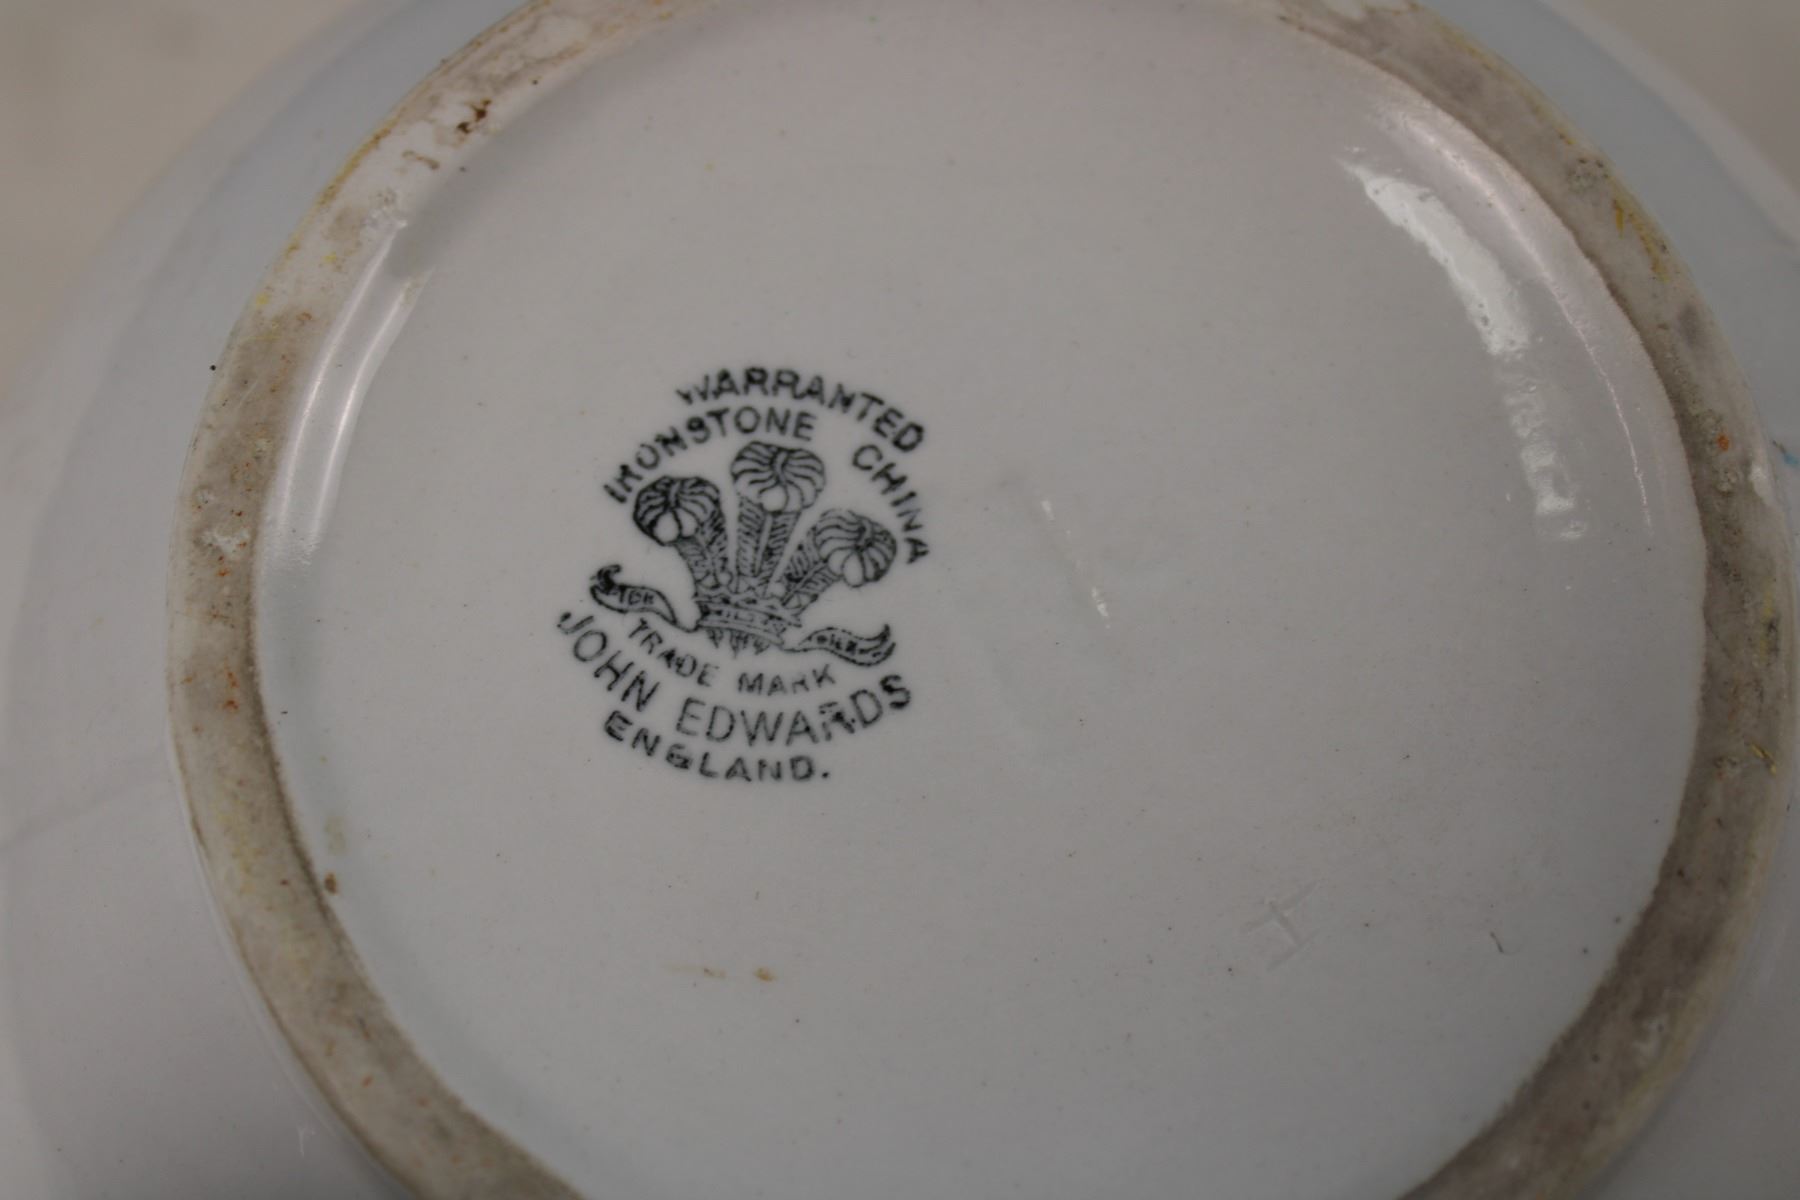 WARRANTED
IRONSTONE CHINA
TRADE MARK
JOHN EDWARDS
ENGLAND.
H